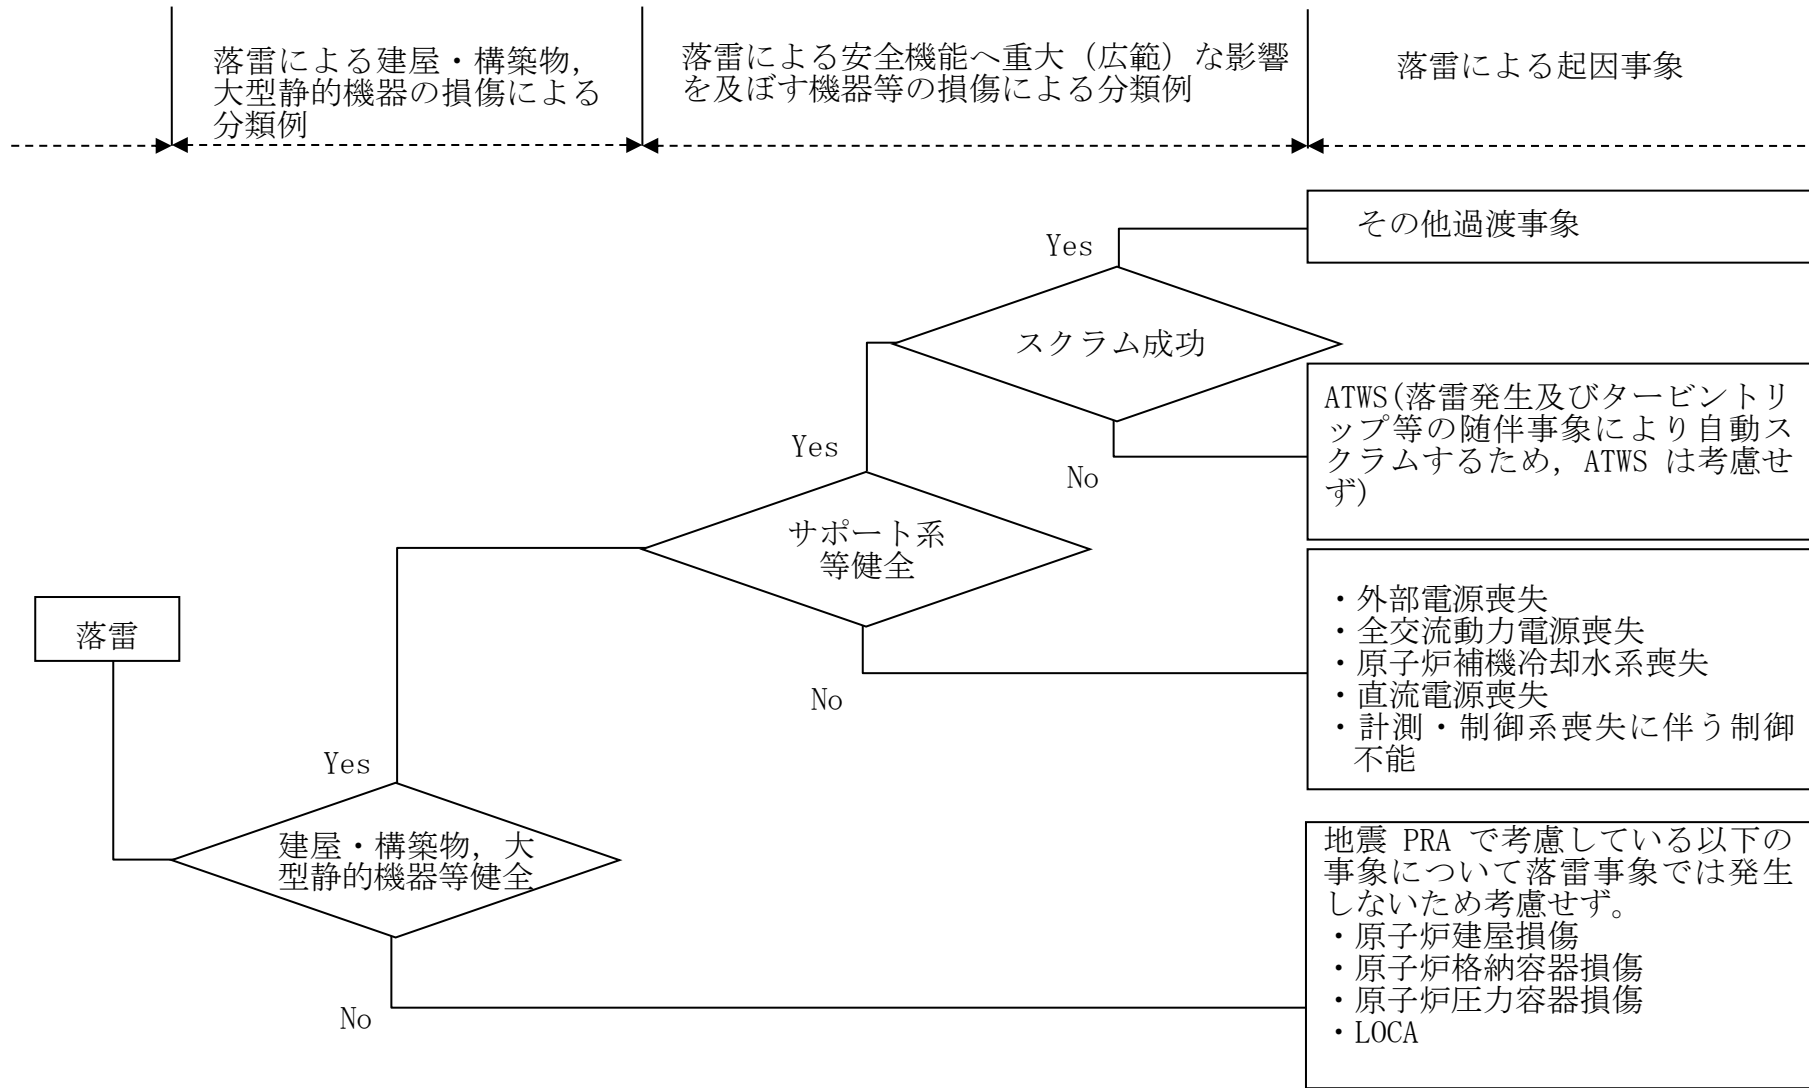 落雷による建屋・構築物，
大型静的機器の損傷による
分類例
落雷による安全機能へ重大（広範）な影響
を及ぼす機器等の損傷による分類例
落雷による起因事象
その他過渡事象
Yes
スクラム成功
ATWS(落雷発生及びタービントリ
ップ等の随伴事象により自動ス
クラムするため，ATWS は考慮せ
ず)
No
Yes
サポート系
等健全
・外部電源喪失
・全交流動力電源喪失
・原子炉補機冷却水系喪失
・直流電源喪失
・計測・制御系喪失に伴う制御
不能
No
落雷
Yes
建屋・構築物，大
型静的機器等健全
地震 PRA で考慮している以下の
事象について落雷事象では発生
しないため考慮せず。
・原子炉建屋損傷
・原子炉格納容器損傷
・原子炉圧力容器損傷
・LOCA
No